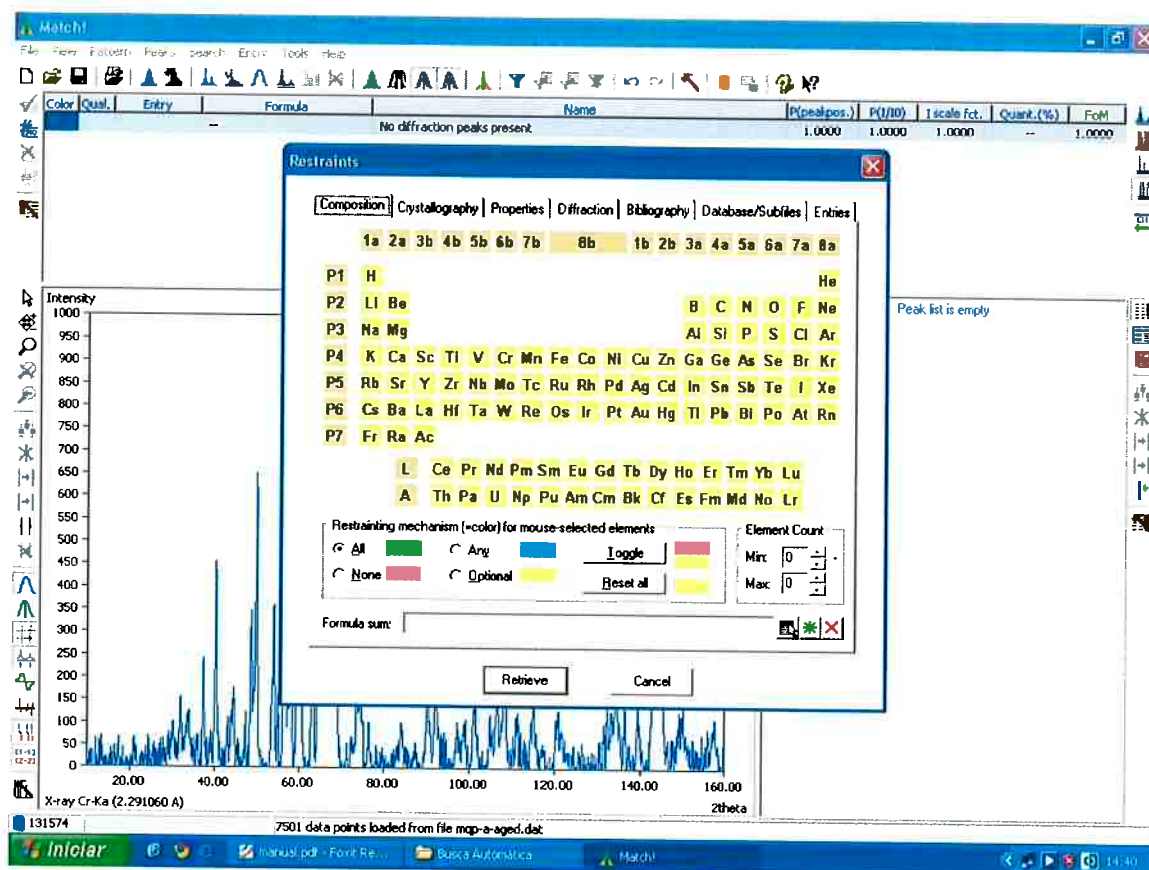 Match!
File View Pattern Peaks Search Entry Tools Help
Color Qual. Entry Formula Name P(peakpos.) P(I/I0) I scale fct. Quant.(%) FoM
-- No diffraction peaks present 1.0000 1.0000 1.0000 -- 1.0000
Restraints
Composition Crystallography Properties Diffraction Bibliography Database/Subfiles Entries
1a 2a 3b 4b 5b 6b 7b 8b 1b 2b 3a 4a 5a 6a 7a 8a
P1 H He
P2 Li Be B C N O F Ne
P3 Na Mg Al Si P S Cl Ar
P4 K Ca Sc Ti V Cr Mn Fe Co Ni Cu Zn Ga Ge As Se Br Kr
P5 Rb Sr Y Zr Nb Mo Tc Ru Rh Pd Ag Cd In Sn Sb Te I Xe
P6 Cs Ba La Hf Ta W Re Os Ir Pt Au Hg Tl Pb Bi Po At Rn
P7 Fr Ra Ac
L Ce Pr Nd Pm Sm Eu Gd Tb Dy Ho Er Tm Yb Lu
A Th Pa U Np Pu Am Cm Bk Cf Es Fm Md No Lr
Restrainting mechanism (=color) for mouse-selected elements
All Any Toggle
None Optional Reset all
Element Count
Min: 0
Max: 0
Formula sum:
Retrieve Cancel
Intensity
1000
950
900
850
800
750
700
650
600
550
500
450
400
350
300
250
200
150
100
50
0
20.00 40.00 60.00 80.00 100.00 120.00 140.00 160.00
X-ray Cr-Ka (2.291060 A) 2theta
Peak list is empty
131574 7501 data points loaded from file mqp-a-aged.dat
Iniciar manual.pdf - Foxit Re... Busca Automática Match! 14:40